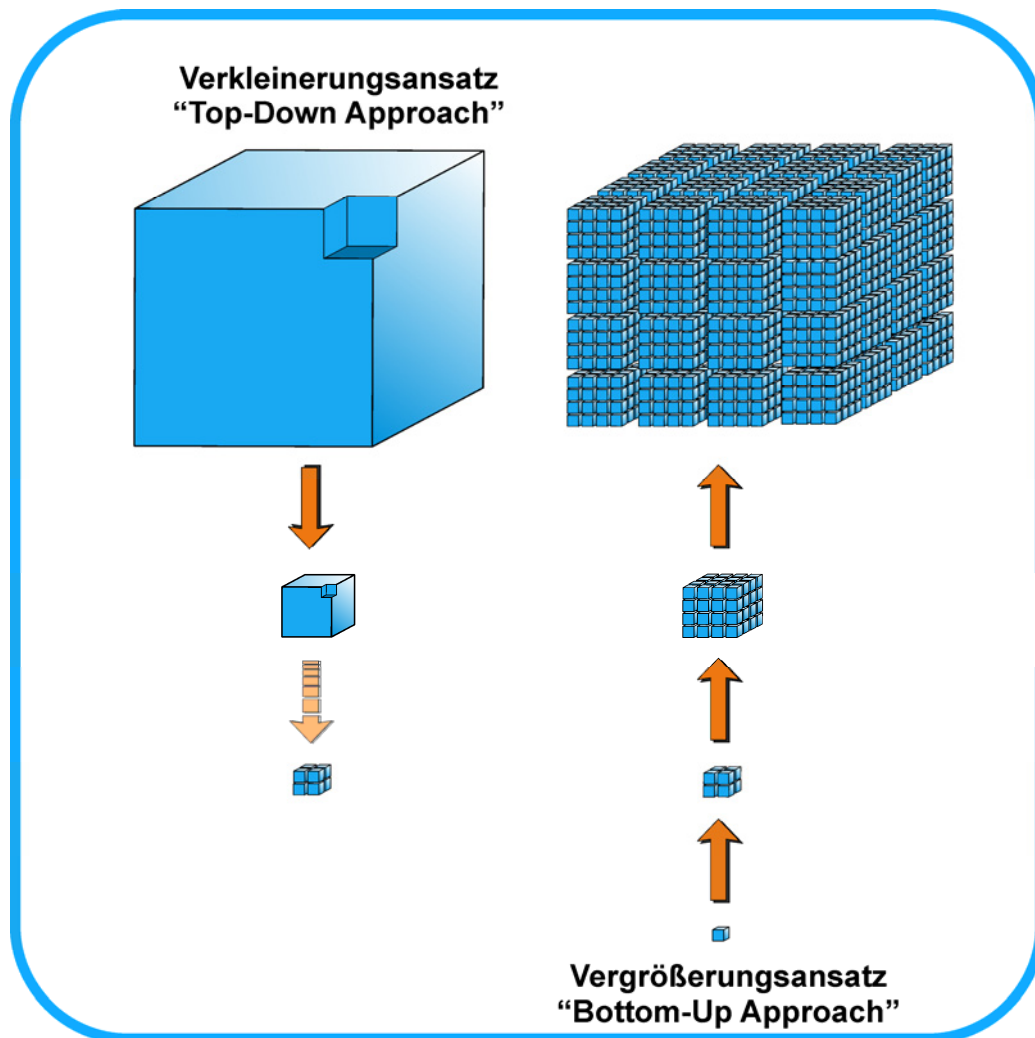 Verkleinerungsansatz
“Top-Down Approach”
Vergrößerungsansatz
“Bottom-Up Approach”